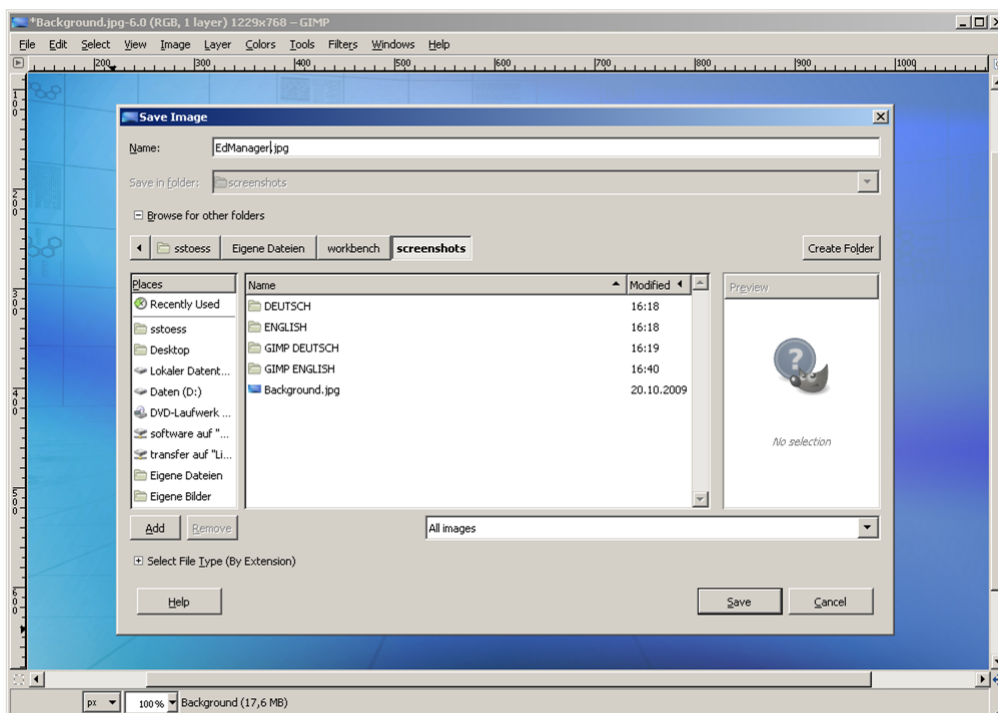 *Background.jpg-6.0 (RGB, 1 layer) 1229x768 – GIMP
File Edit Select View Image Layer Colors Tools Filters Windows Help
200 300 400 500 600 700 800 900 1000
Save Image
Name: EdManager.jpg
Save in folder: screenshots
Browse for other folders
sstoess Eigene Dateien workbench screenshots Create Folder
Places Name Modified Preview
Recently Used DEUTSCH 16:18
sstoess ENGLISH 16:18
Desktop GIMP DEUTSCH 16:19
Lokaler Datent... GIMP ENGLISH 16:40
Daten (D:) Background.jpg 20.10.2009
DVD-Laufwerk ...
software auf "...
transfer auf "Li... No selection
Eigene Dateien
Eigene Bilder
Add Remove All images
Select File Type (By Extension)
Help Save Cancel
px 100% Background (17,6 MB)